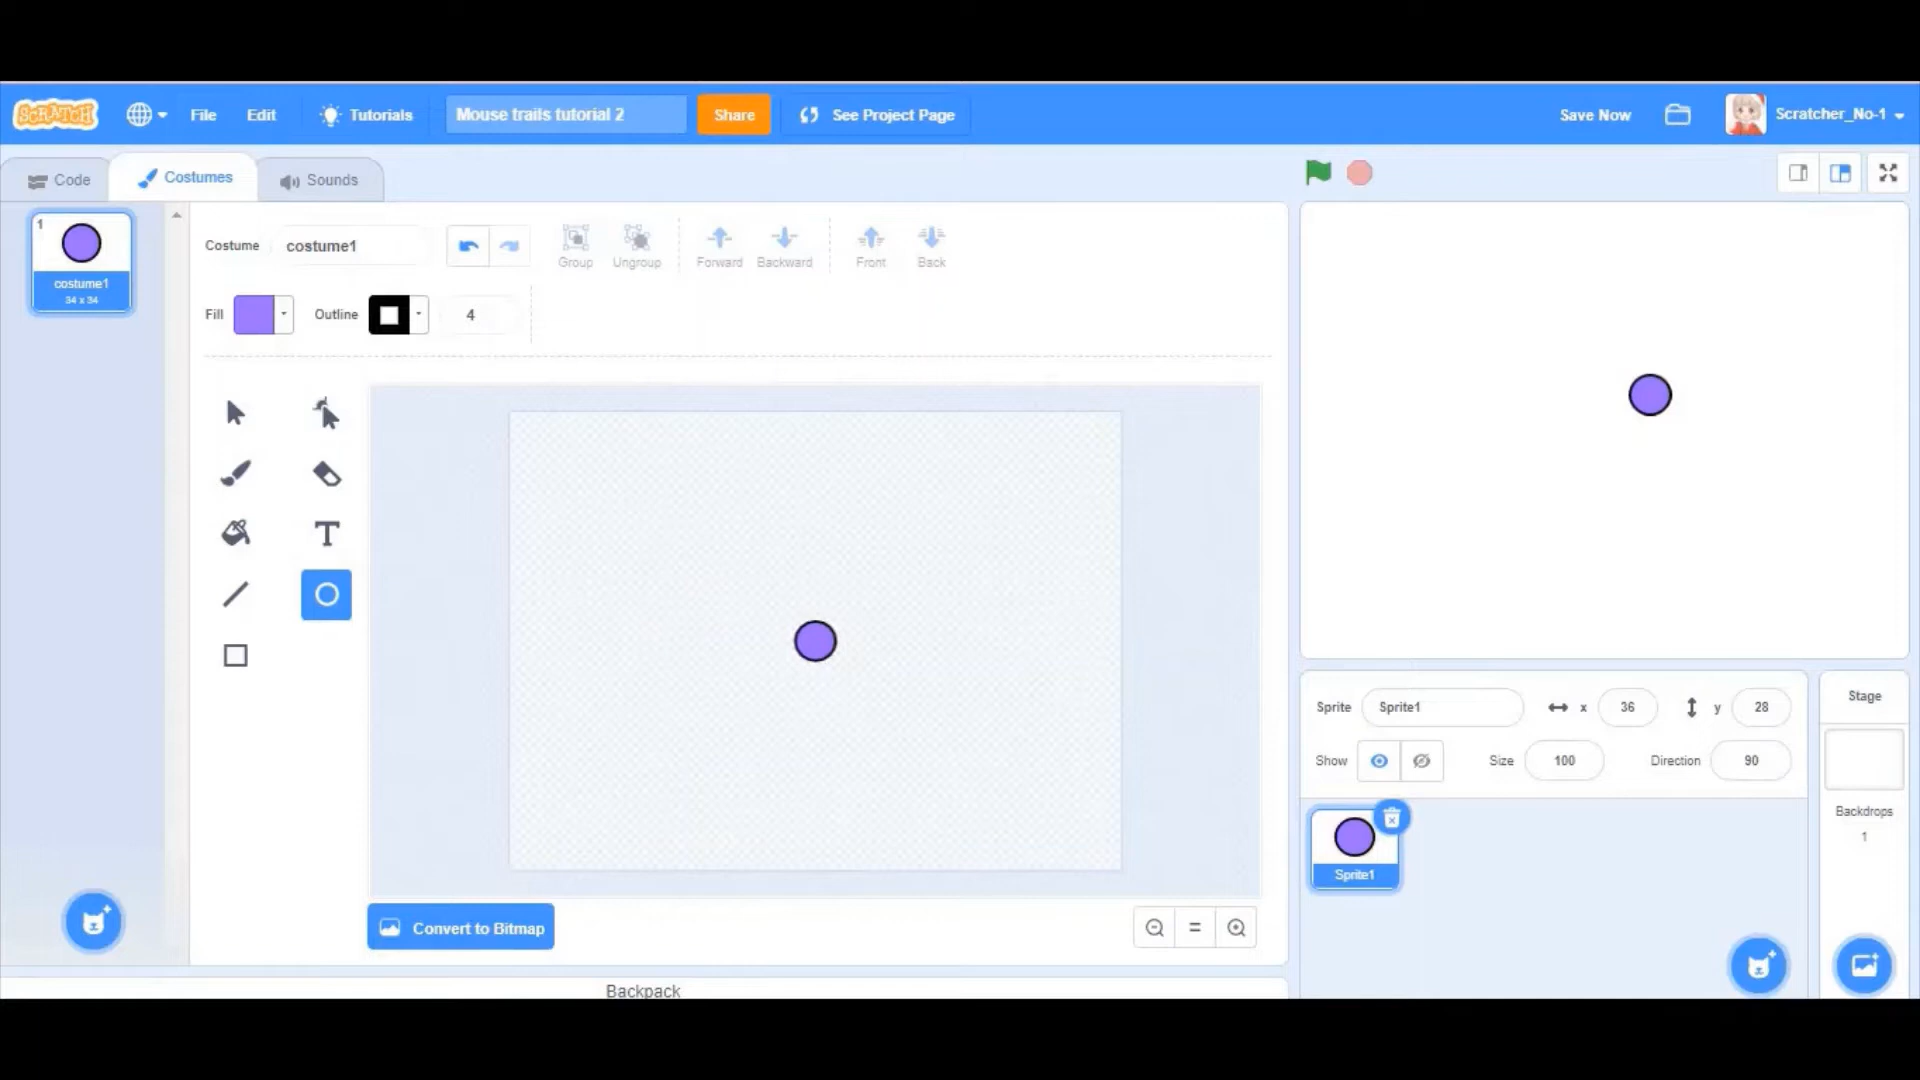 SCRATCH File Edit Tutorials Mouse trails tutorial 2 Share See Project Page Save Now Scratcher_No-1
Code Costumes Sounds
1
costume1
34 x 34
Costume costume1 Group Ungroup Forward Backward Front Back
Fill Outline 4
Convert to Bitmap
Backpack
Sprite Sprite1 x 36 y 28
Show Size 100 Direction 90
Sprite1
Stage
Backdrops
1